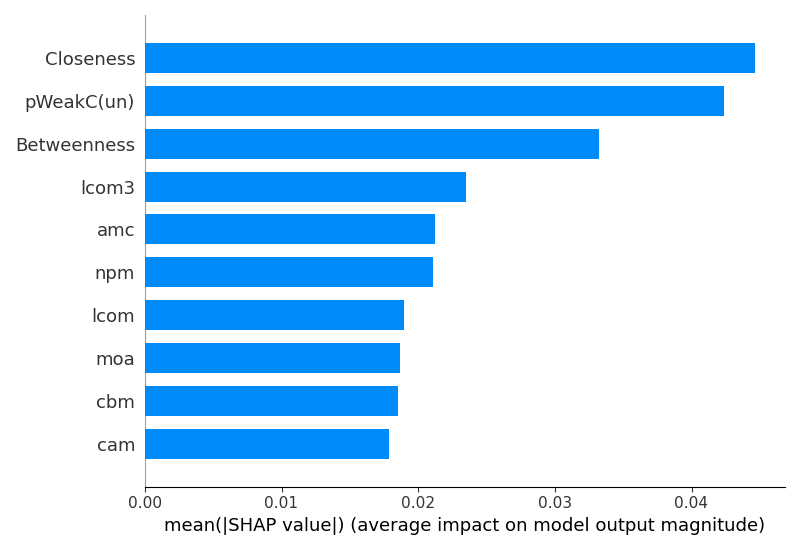 Closeness
pWeakC(un)
Betweenness
lcom3
amc
npm
lcom
moa
cbm
cam
0.00 0.01 0.02 0.03 0.04
mean(|SHAP value|) (average impact on model output magnitude)